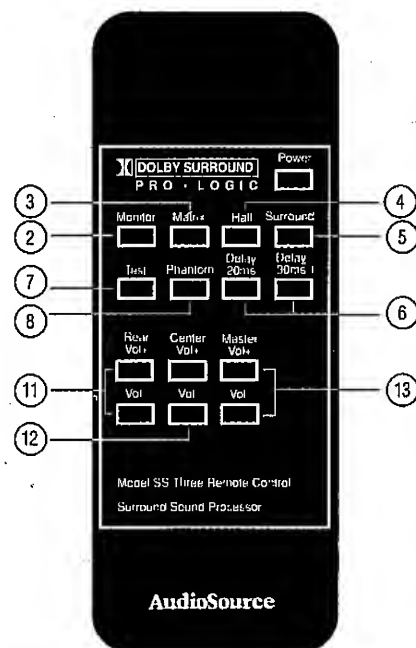 DOLBY SURROUND
PRO · LOGIC
Power
3
4
Monitor Matrix Hall Surround
2
5
7
Test Phantom Delay 20ms Delay 30ms
8
6
Rear Vol+ Center Vol+ Master Vol+
11
13
Vol Vol Vol
12
Model SS Three Remote Control
Surround Sound Processor
AudioSource